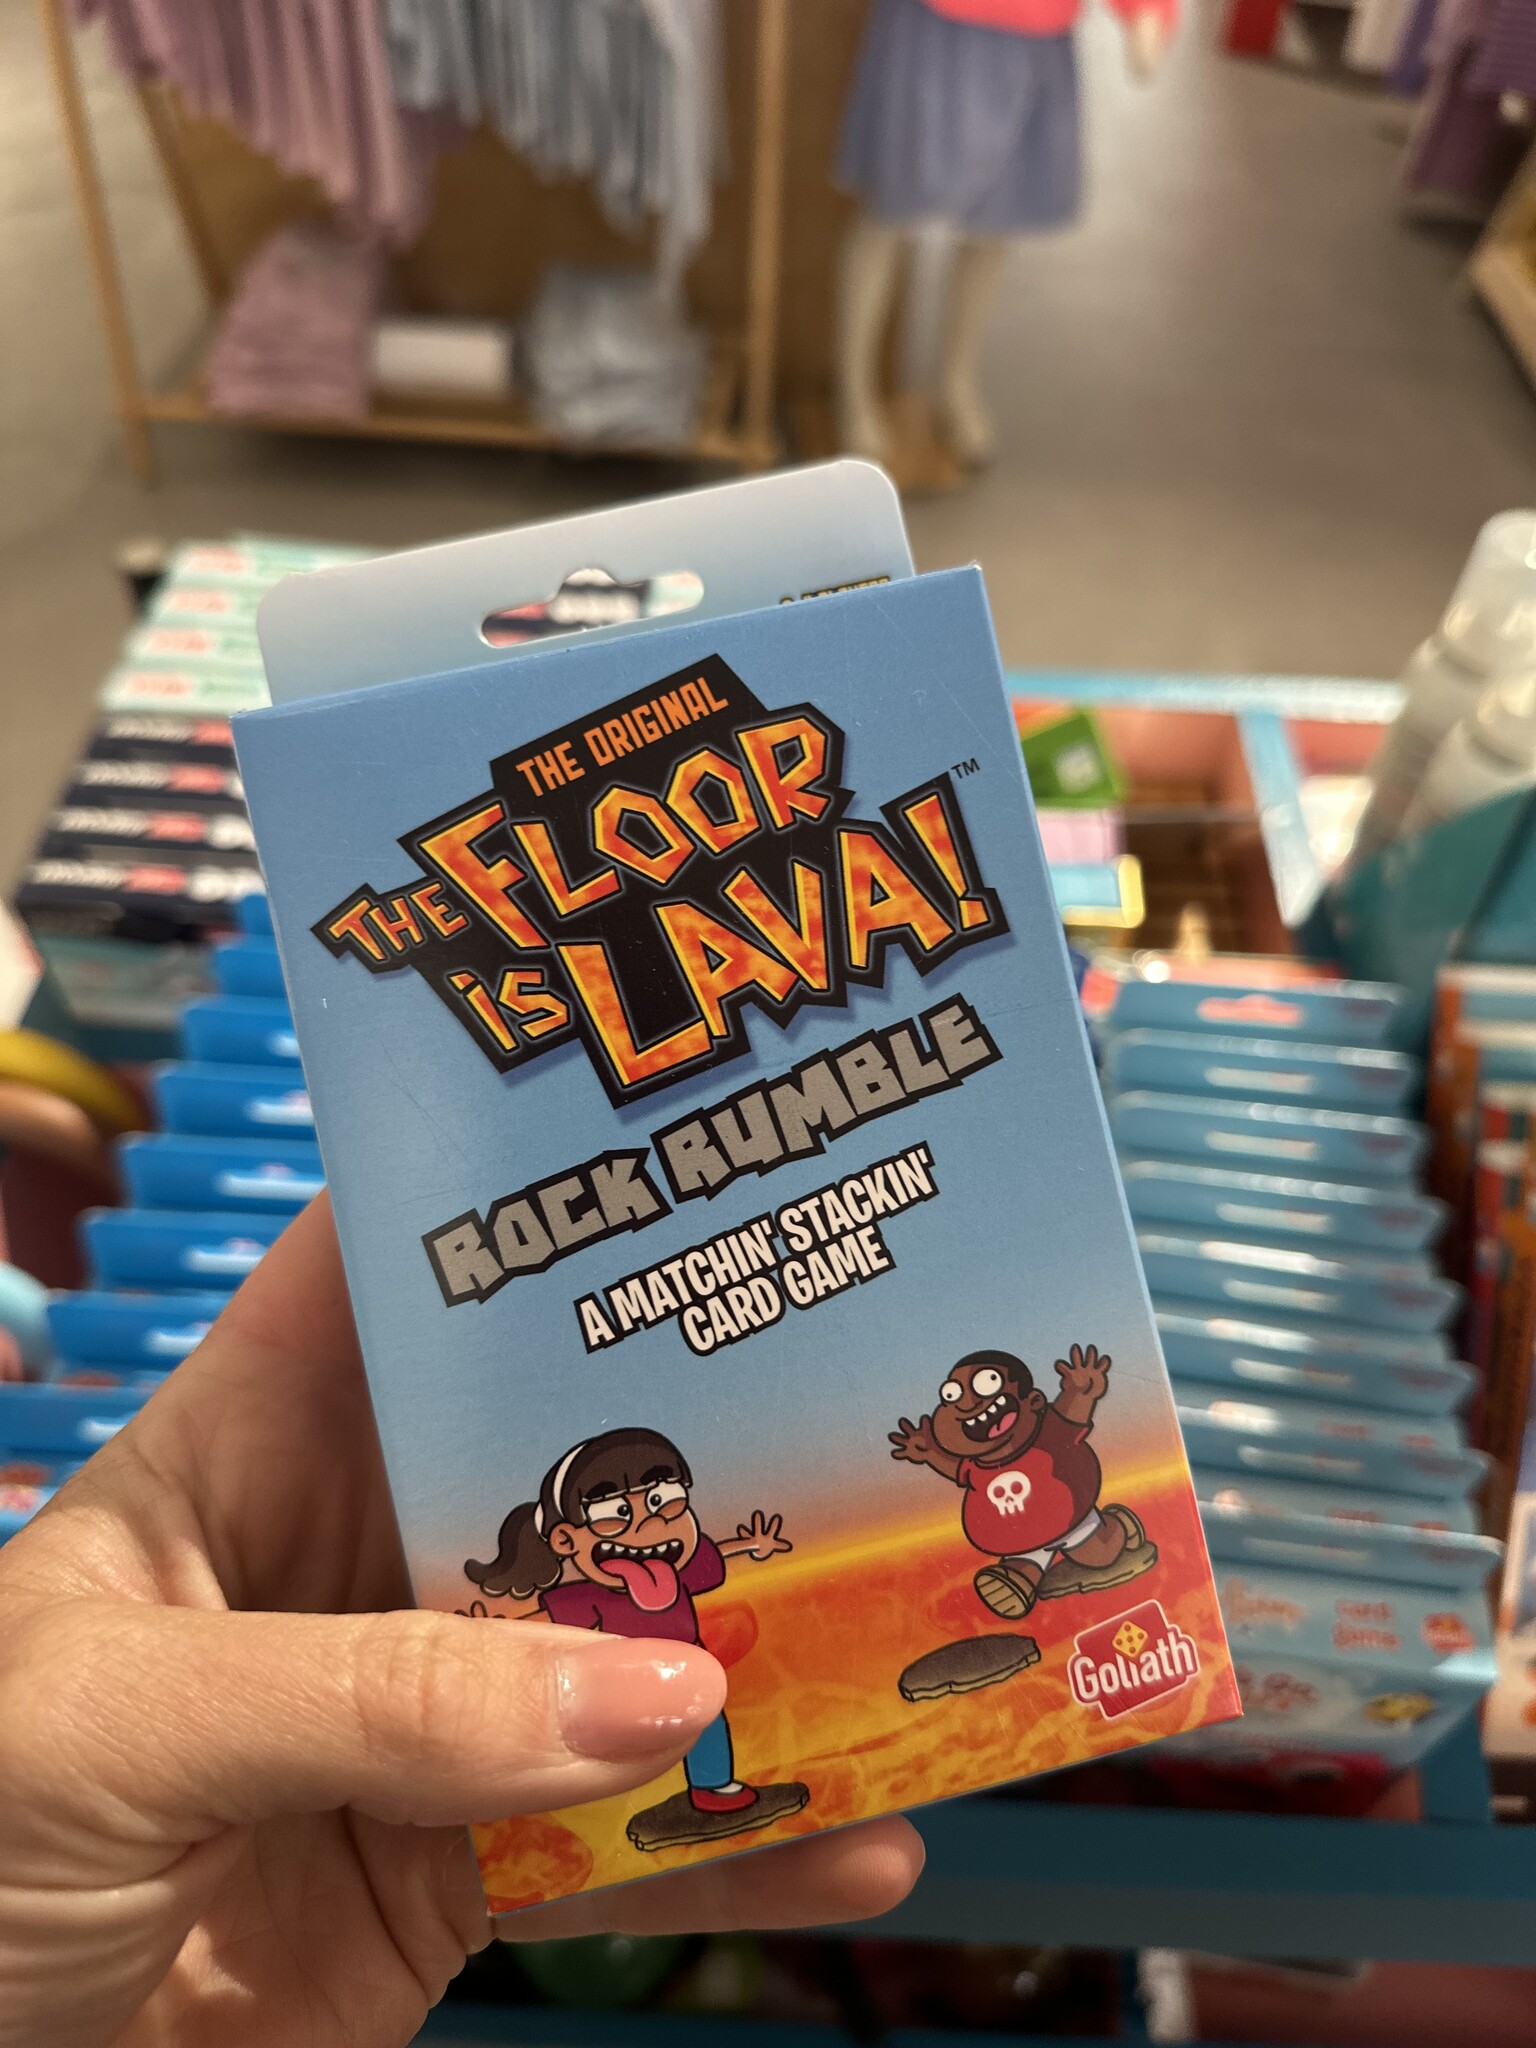 THE ORIGINAL
THE FLOOR
is LAVA!™
ROCK RUMBLE
A MATCHIN' STACKIN'
CARD GAME
Goliath